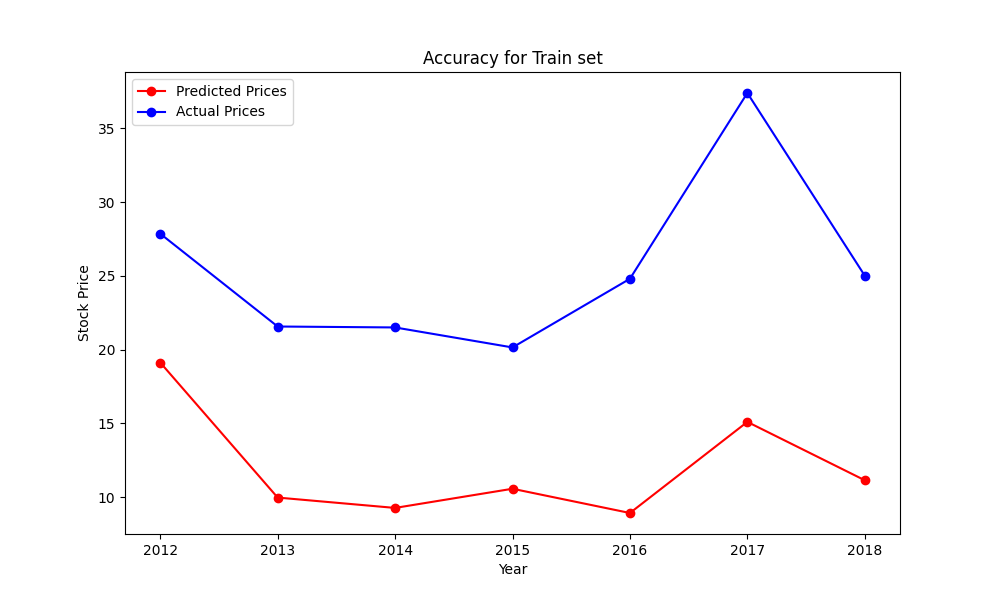 Accuracy for Train set
Predicted Prices
Actual Prices
Stock Price
35
30
25
20
15
10
2012 2013 2014 2015 2016 2017 2018
Year